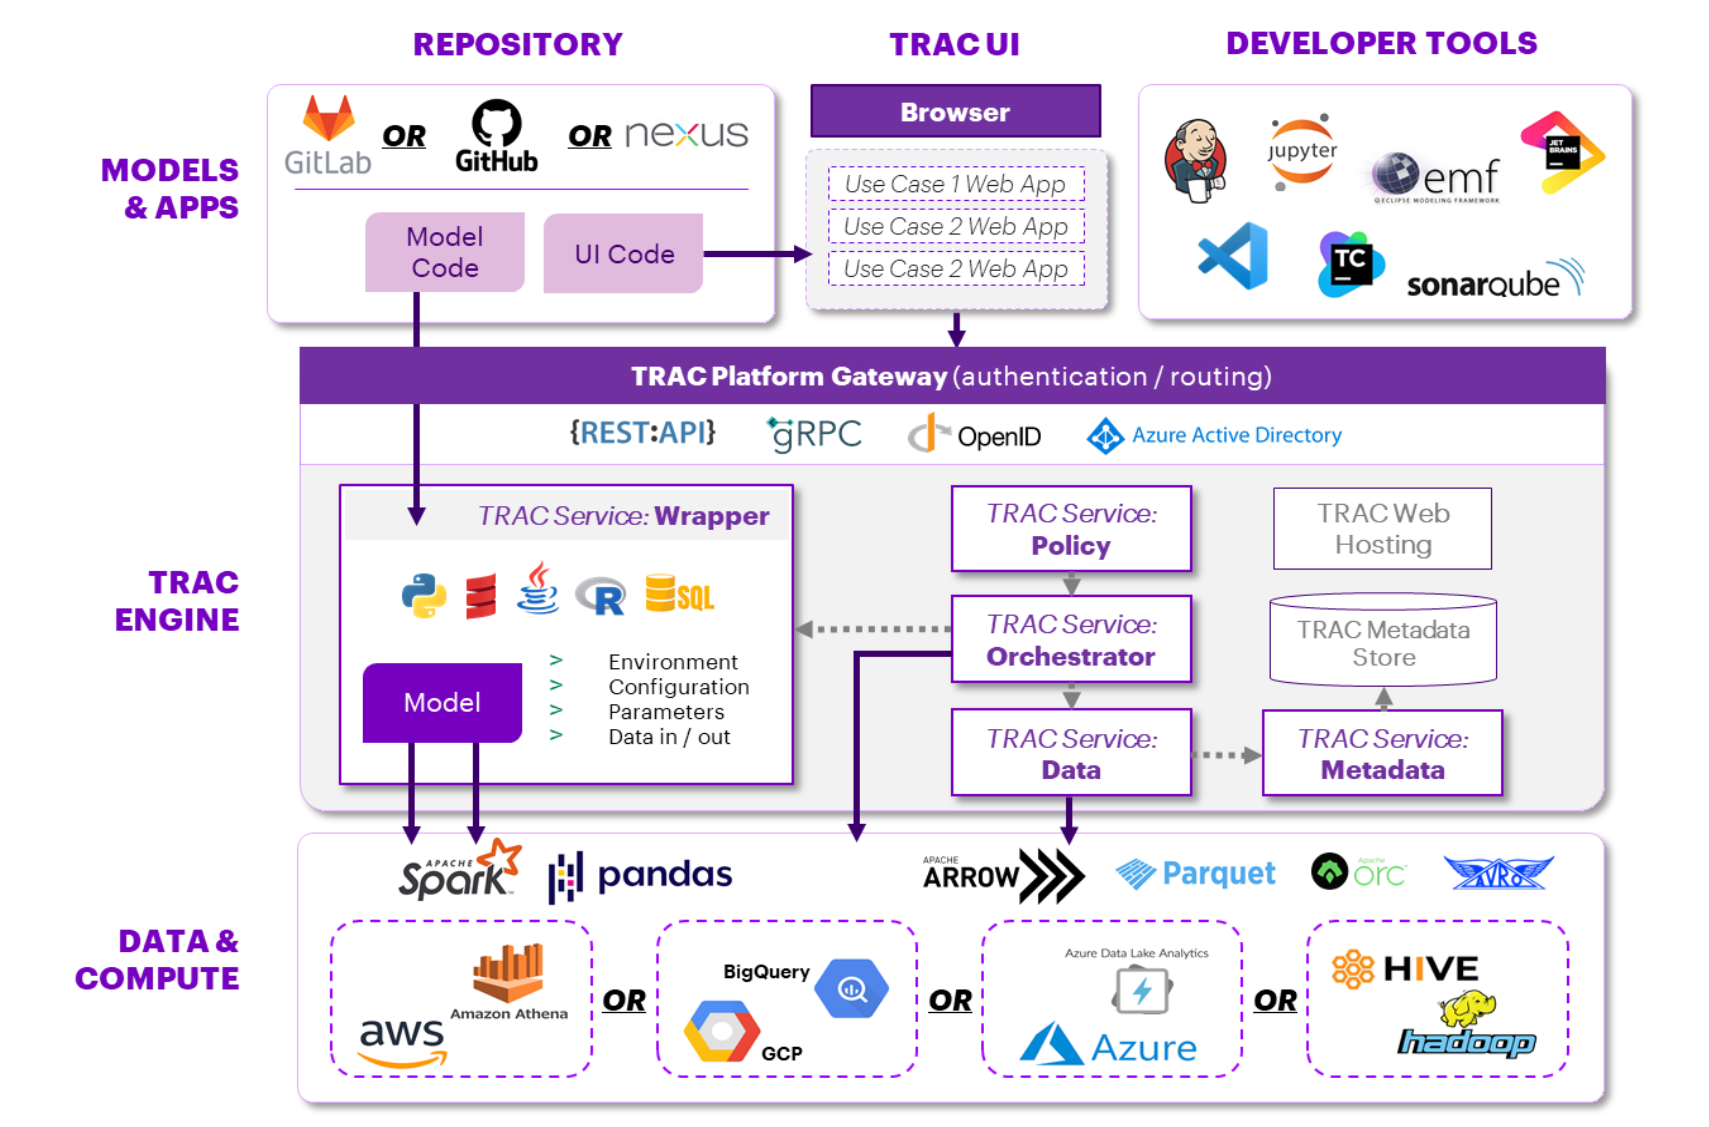 REPOSITORY
TRAC UI
DEVELOPER TOOLS
MODELS
& APPS
GitLab
OR
GitHub
OR
nexus
Model
Code
UI Code
Browser
Use Case 1 Web App
Use Case 2 Web App
Use Case 2 Web App
jupyter
emf
ECLIPSE MODELING FRAMEWORK
JET
BRAINS
TC
sonarqube
TRAC Platform Gateway (authentication / routing)
{REST:API}
gRPC
OpenID
Azure Active Directory
TRAC
ENGINE
TRAC Service: Wrapper
R
SQL
Model
> Environment
> Configuration
> Parameters
> Data in / out
TRAC Service:
Policy
TRAC Service:
Orchestrator
TRAC Service:
Data
TRAC Web
Hosting
TRAC Metadata
Store
TRAC Service:
Metadata
DATA &
COMPUTE
APACHE
Spark™
pandas
APACHE
ARROW
Parquet
Apache
orc™
AVRO
Amazon Athena
aws
OR
BigQuery
GCP
OR
Azure Data Lake Analytics
Azure
OR
HIVE
hadoop